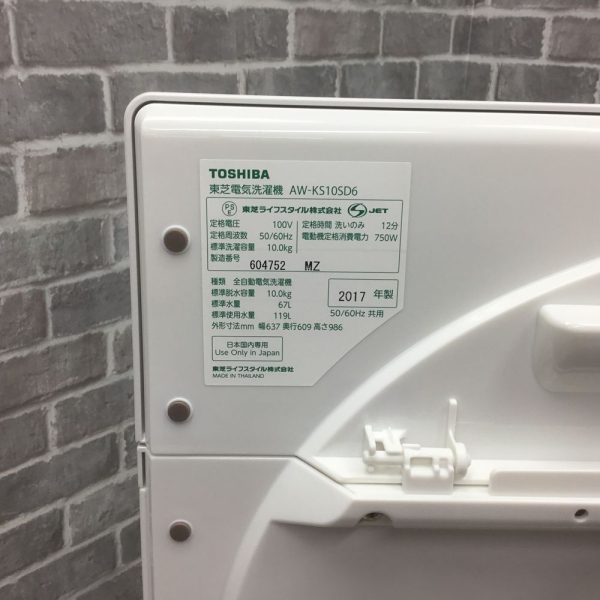 TOSHIBA
東芝電気洗濯機 AW-KS10SD6
PS E 東芝ライフスタイル株式会社 JET
定格電圧 100V 定格時間 洗いのみ 12分
定格周波数 50/60Hz 電動機定格消費電力 750W
標準洗濯容量 10.0kg
製造番号 604752 MZ
種類 全自動電気洗濯機
標準脱水容量 10.0kg 2017 年製
標準水量 67L
標準使用水量 119L 50/60Hz 共用
外形寸法mm 幅637 奥行609 高さ986
日本国内専用
Use Only in Japan
東芝ライフスタイル株式会社
MADE IN THAILAND